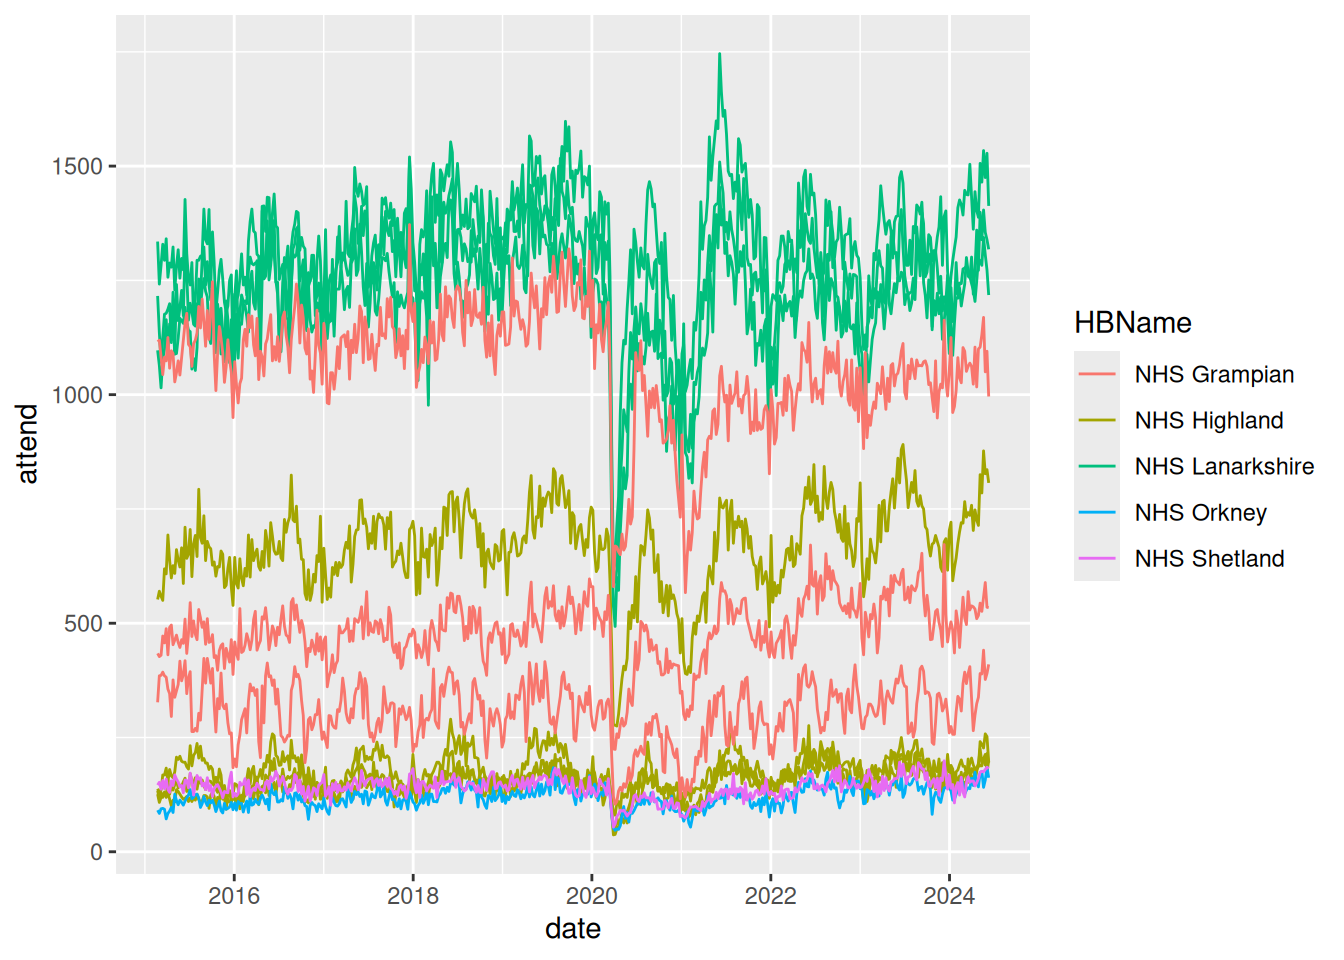 1500
1000
500
0
attend
2016 2018 2020 2022 2024
date
HBName
NHS Grampian
NHS Highland
NHS Lanarkshire
NHS Orkney
NHS Shetland